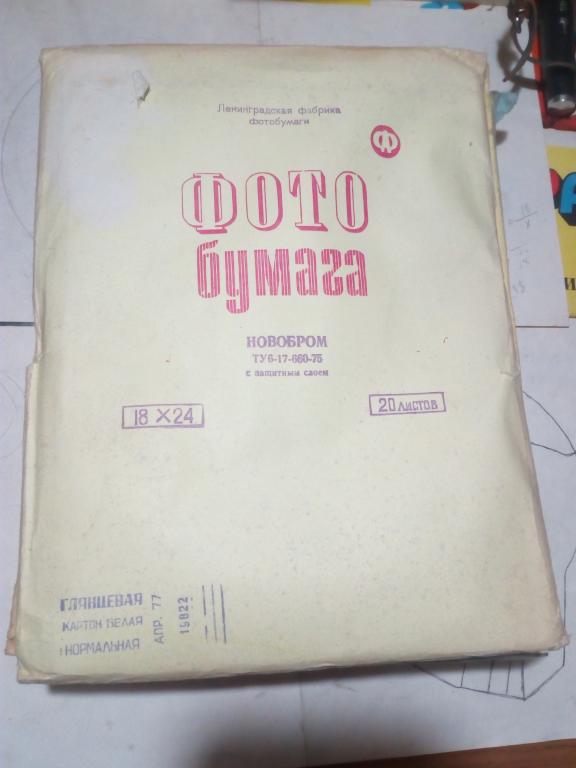 Ленинградская фабрика
фотобумаги
Ф
ФОТО
бумага
НОВОБРОМ
ТУ6-17-660-75
с защитным слоем
18 X 24
20 листов
ГЛЯНЦЕВАЯ
КАРТОН БЕЛАЯ
НОРМАЛЬНАЯ
АПР. 77
15822